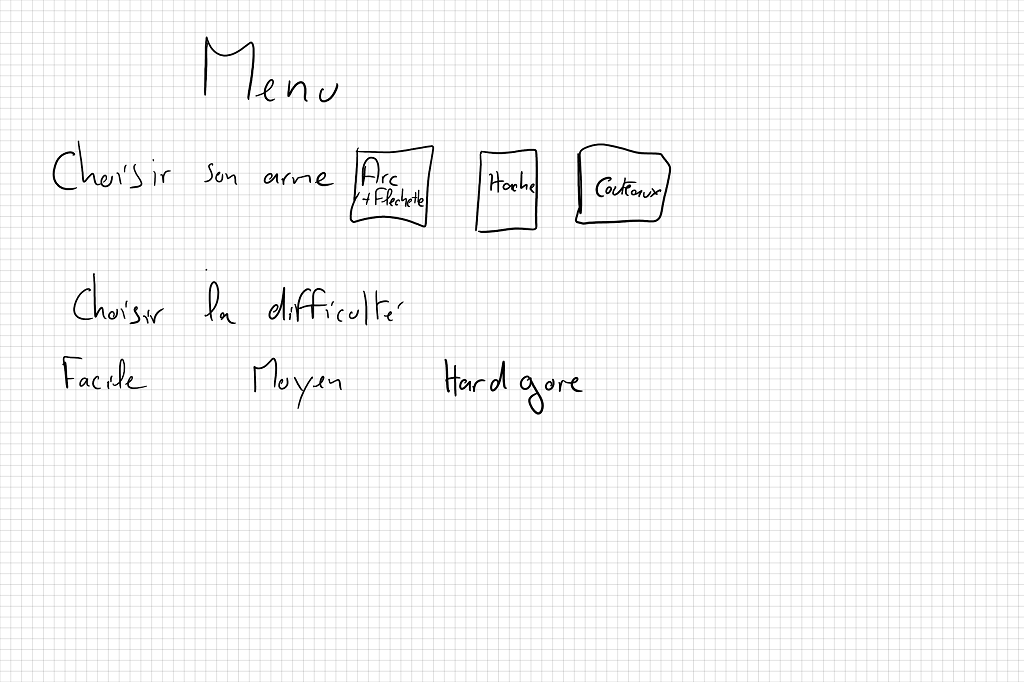 Menu
Choisir son arme Arc + Flechette Hache Couteaux
Choisir la difficulté
Facile Moyen Hard gore